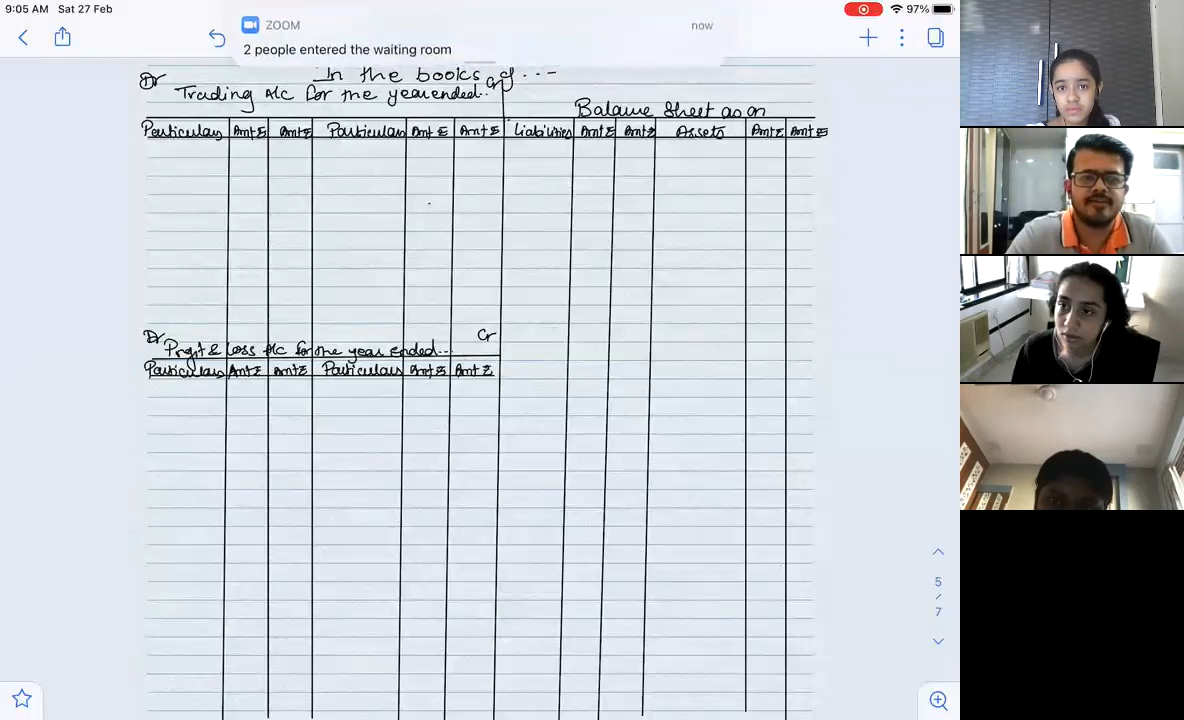 9:05 AM Sat 27 Feb
97%
ZOOM
now
2 people entered the waiting room
In the books of ---
Dr Cr
Trading A/c for the year ended..
Balance Sheet as on
Particulars Amt ₹ Amt ₹ Particulars Amt ₹ Amt ₹ Liabilities Amt ₹ Amt ₹ Assets Amt ₹ Amt ₹
Dr Cr
Profit & Loss A/c for the year ended...
Particulars Amt ₹ Amt ₹ Particulars Amt ₹ Amt ₹
5
/
7